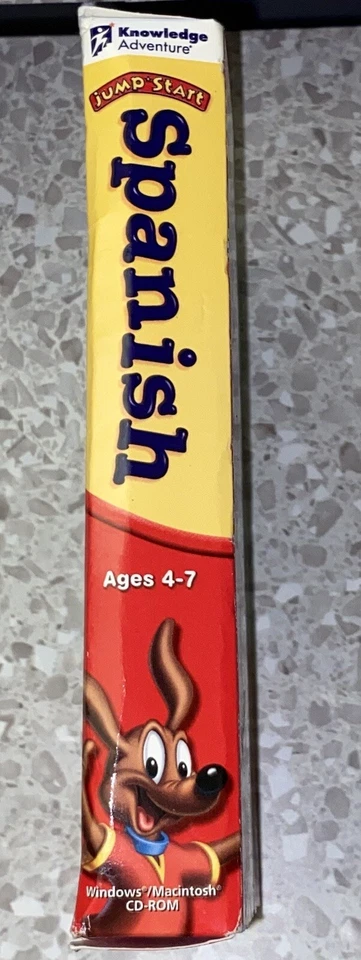 Knowledge
Adventure®
Jump Start
Spanish
Ages 4-7
Windows®/Macintosh®
CD-ROM